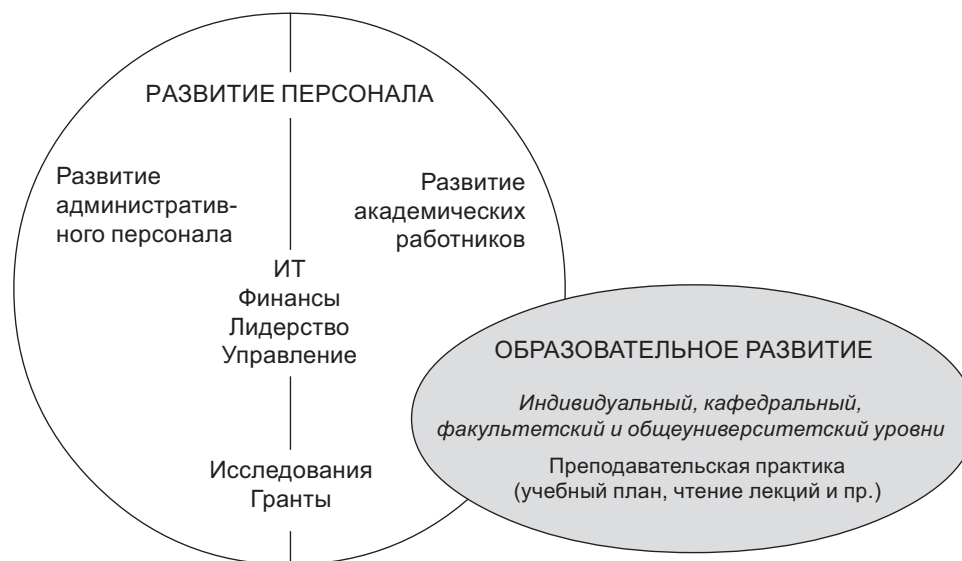 РАЗВИТИЕ ПЕРСОНАЛА
Развитие
административ-
ного персонала
Развитие
академических
работников
ИТ
Финансы
Лидерство
Управление
Исследования
Гранты
ОБРАЗОВАТЕЛЬНОЕ РАЗВИТИЕ
Индивидуальный, кафедральный,
факультетский и общеуниверситетский уровни
Преподавательская практика
(учебный план, чтение лекций и пр.)